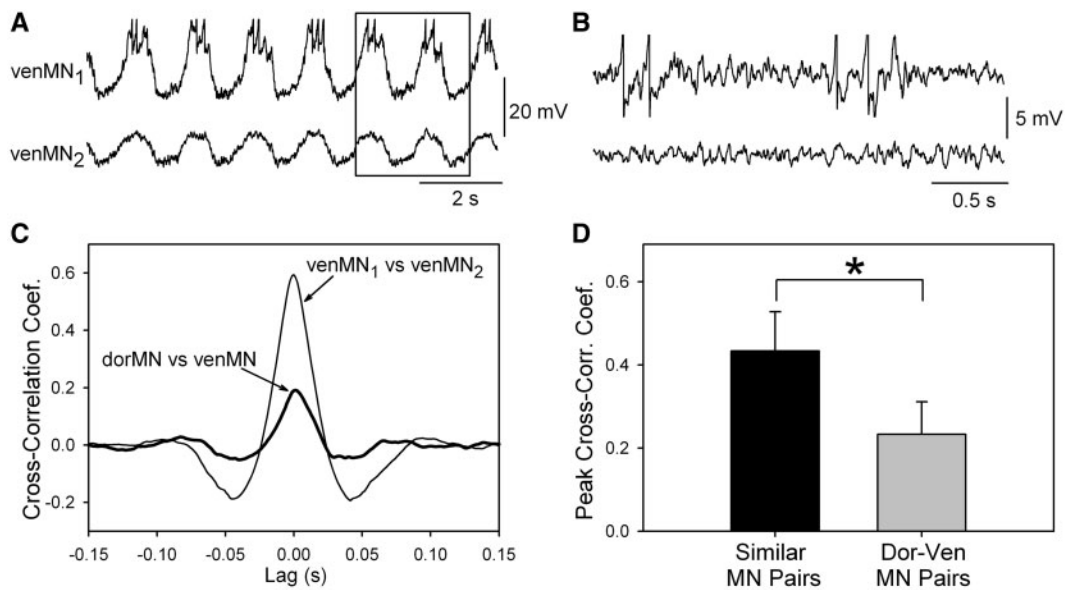 A
venMN1
venMN2
20 mV
2 s
B
5 mV
0.5 s
C
Cross-Correlation Coef.
0.6
0.4
0.2
0.0
-0.2
venMN1 vs venMN2
dorMN vs venMN
-0.15 -0.10 -0.05 0.00 0.05 0.10 0.15
Lag (s)
D
Peak Cross-Corr. Coef.
0.6
0.4
0.2
0.0
*
Similar
MN Pairs
Dor-Ven
MN Pairs